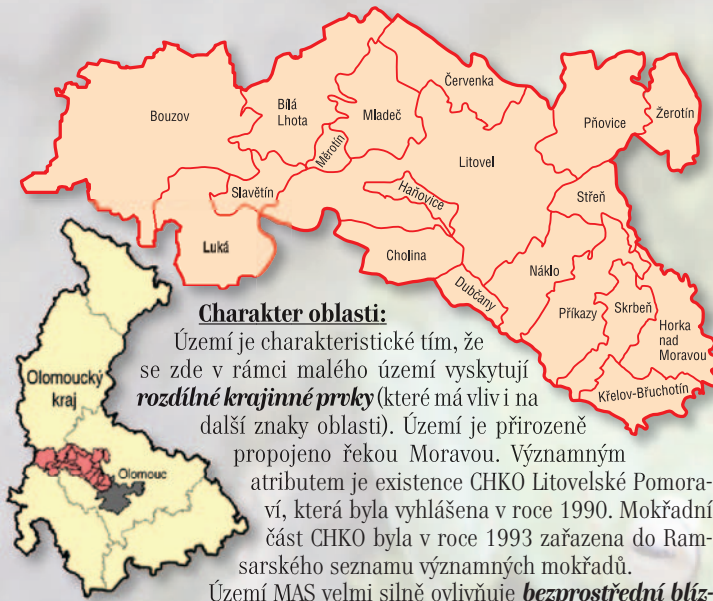 Červenka
Bílá
Lhota
Mladeč
Bouzov
Pňovice
Žerotín
Měrotín
Litovel
Slavětín
Haňovice
Střeň
Luká
Cholina
Náklo
Dubčany
Skrbeň
Příkazy
Horka
nad
Moravou
Křelov-Břuchotín
Olomoucký
kraj
Olomouc
Charakter oblasti:
Území je charakteristické tím, že
se zde v rámci malého území vyskytují
rozdílné krajinné prvky (které má vliv i na
další znaky oblasti). Území je přirozeně
propojeno řekou Moravou. Významným
atributem je existence CHKO Litovelské Pomora-
ví, která byla vyhlášena v roce 1990. Mokřadní
část CHKO byla v roce 1993 zařazena do Ram-
sarského seznamu významných mokřadů.
Území MAS velmi silně ovlivňuje bezprostřední blíz-